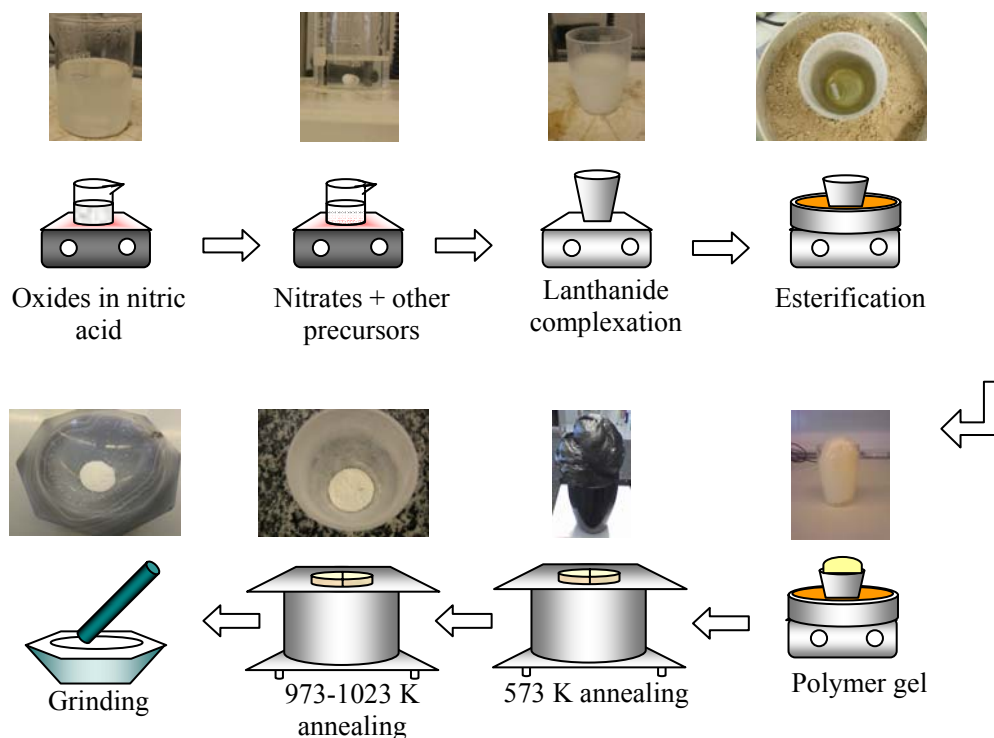 Oxides in nitric
acid
Nitrates + other
precursors
Lanthanide
complexation
Esterification
Polymer gel
573 K annealing
973-1023 K
annealing
Grinding